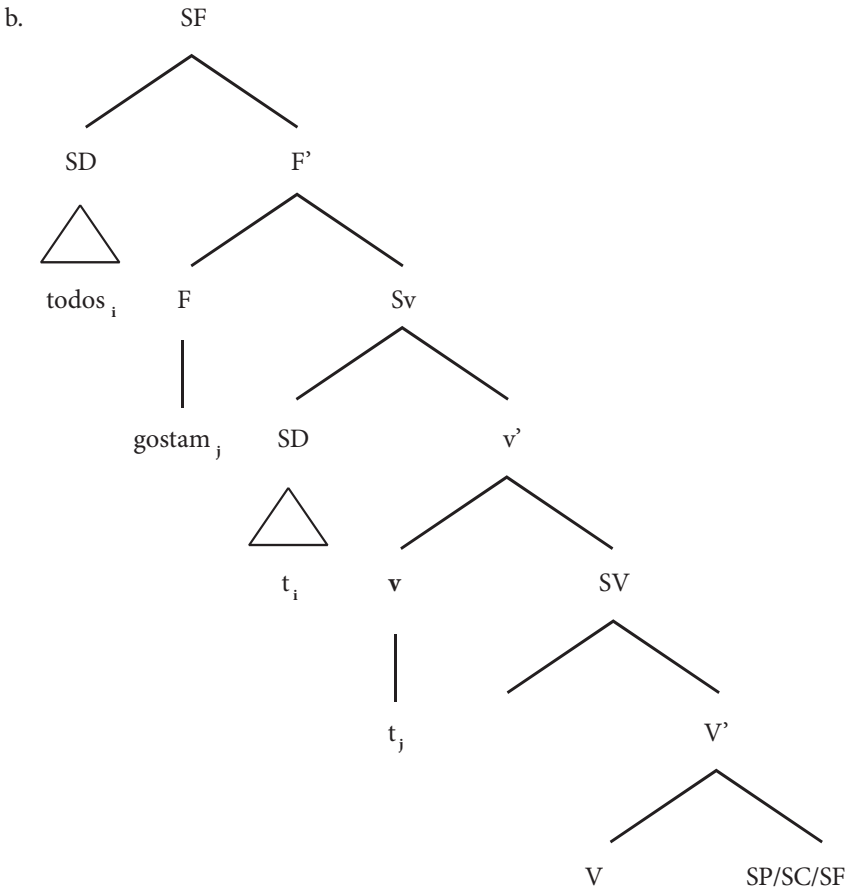 b. SF
SD F’
todos i F Sv
gostam j SD v’
t i v SV
t j V’
V SP/SC/SF